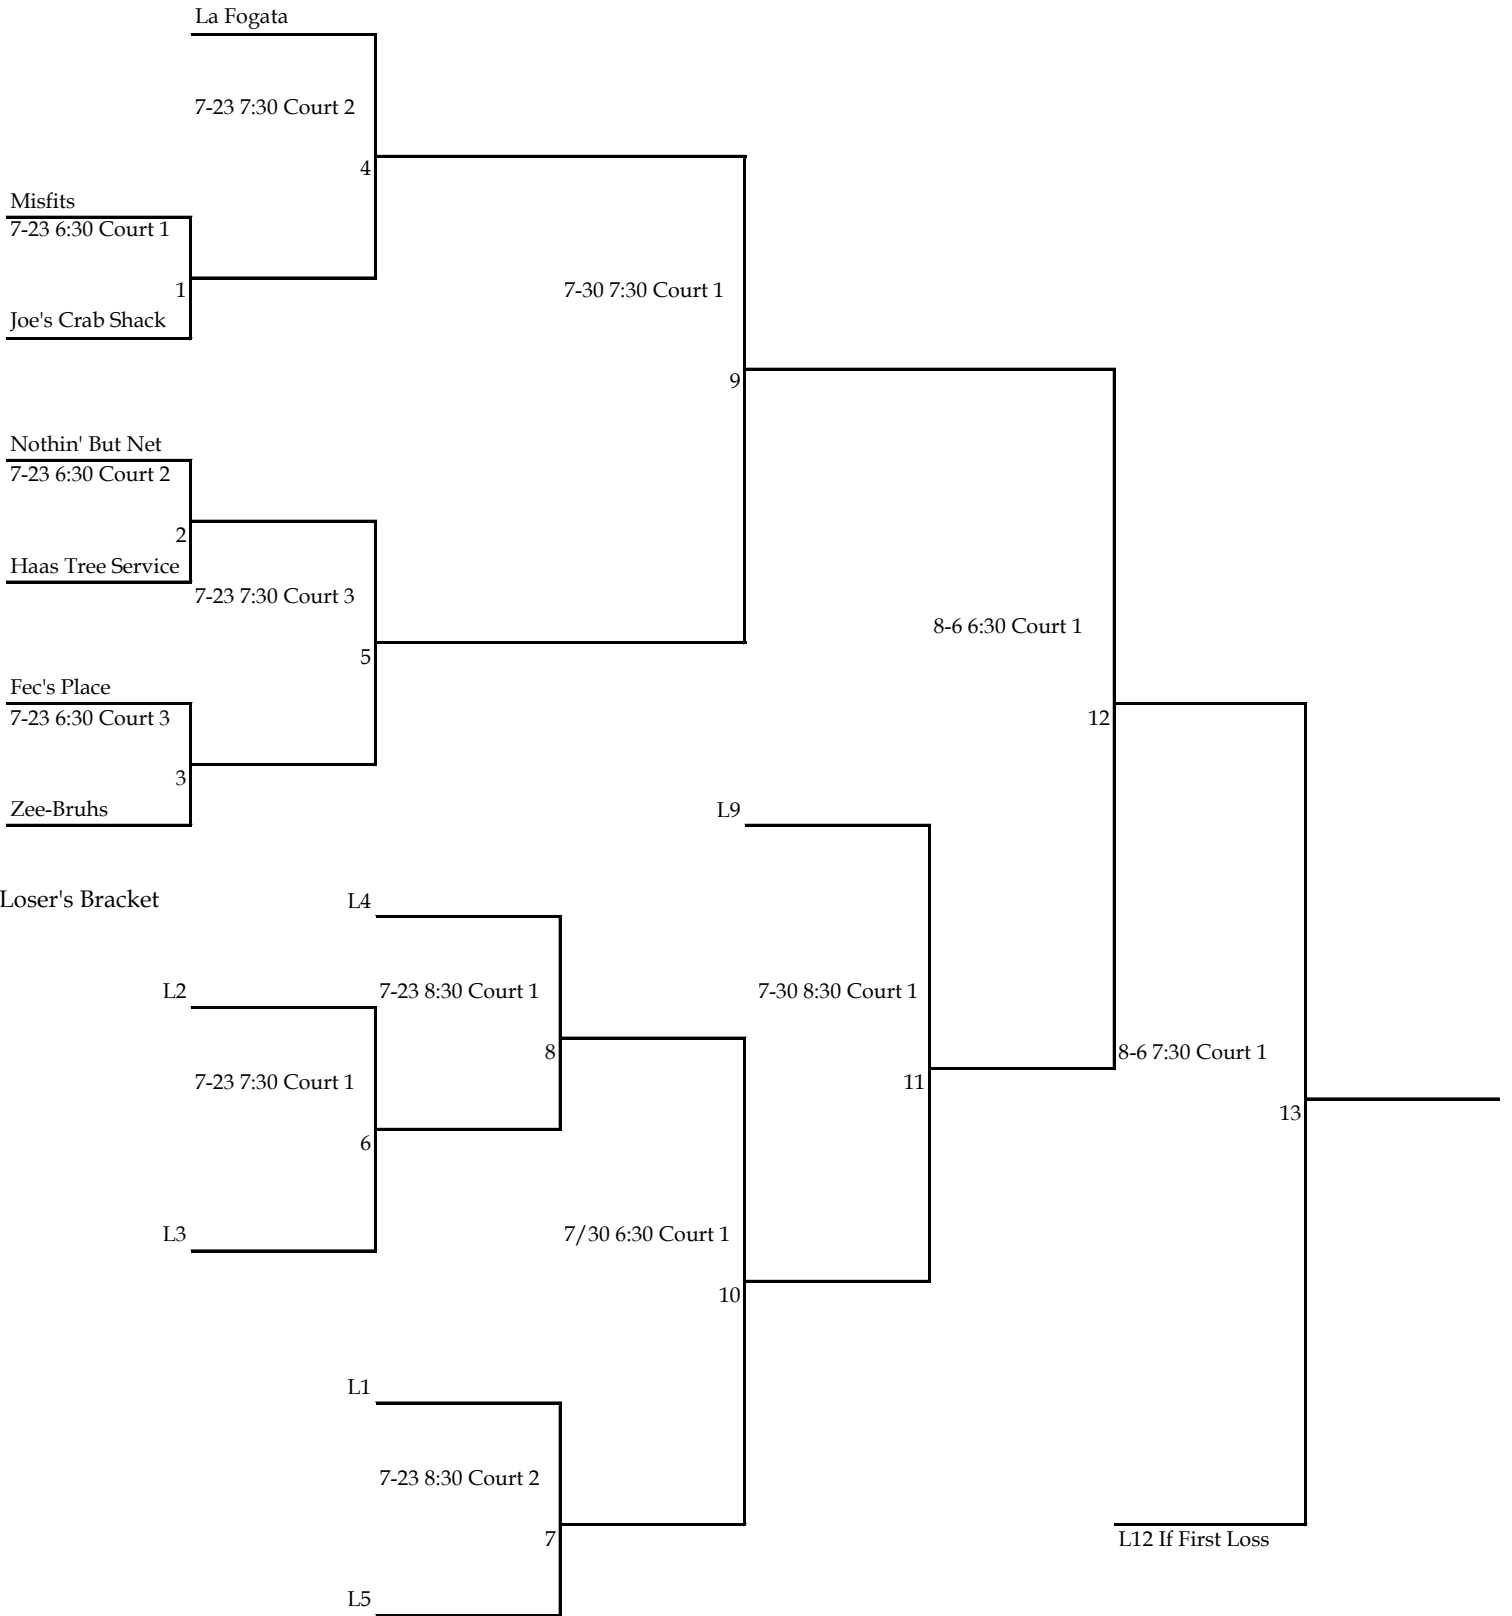 La Fogata
7-23 7:30 Court 2
4
Misfits
7-23 6:30 Court 1
1
Joe's Crab Shack
7-30 7:30 Court 1
9
Nothin' But Net
7-23 6:30 Court 2
2
Haas Tree Service
7-23 7:30 Court 3
5
8-6 6:30 Court 1
Fec's Place
7-23 6:30 Court 3
12
3
Zee-Bruhs
L9
Loser's Bracket
L4
L2
7-23 8:30 Court 1
7-30 8:30 Court 1
8
8-6 7:30 Court 1
7-23 7:30 Court 1
11
13
6
L3
7/30 6:30 Court 1
10
L1
7-23 8:30 Court 2
7
L12 If First Loss
L5